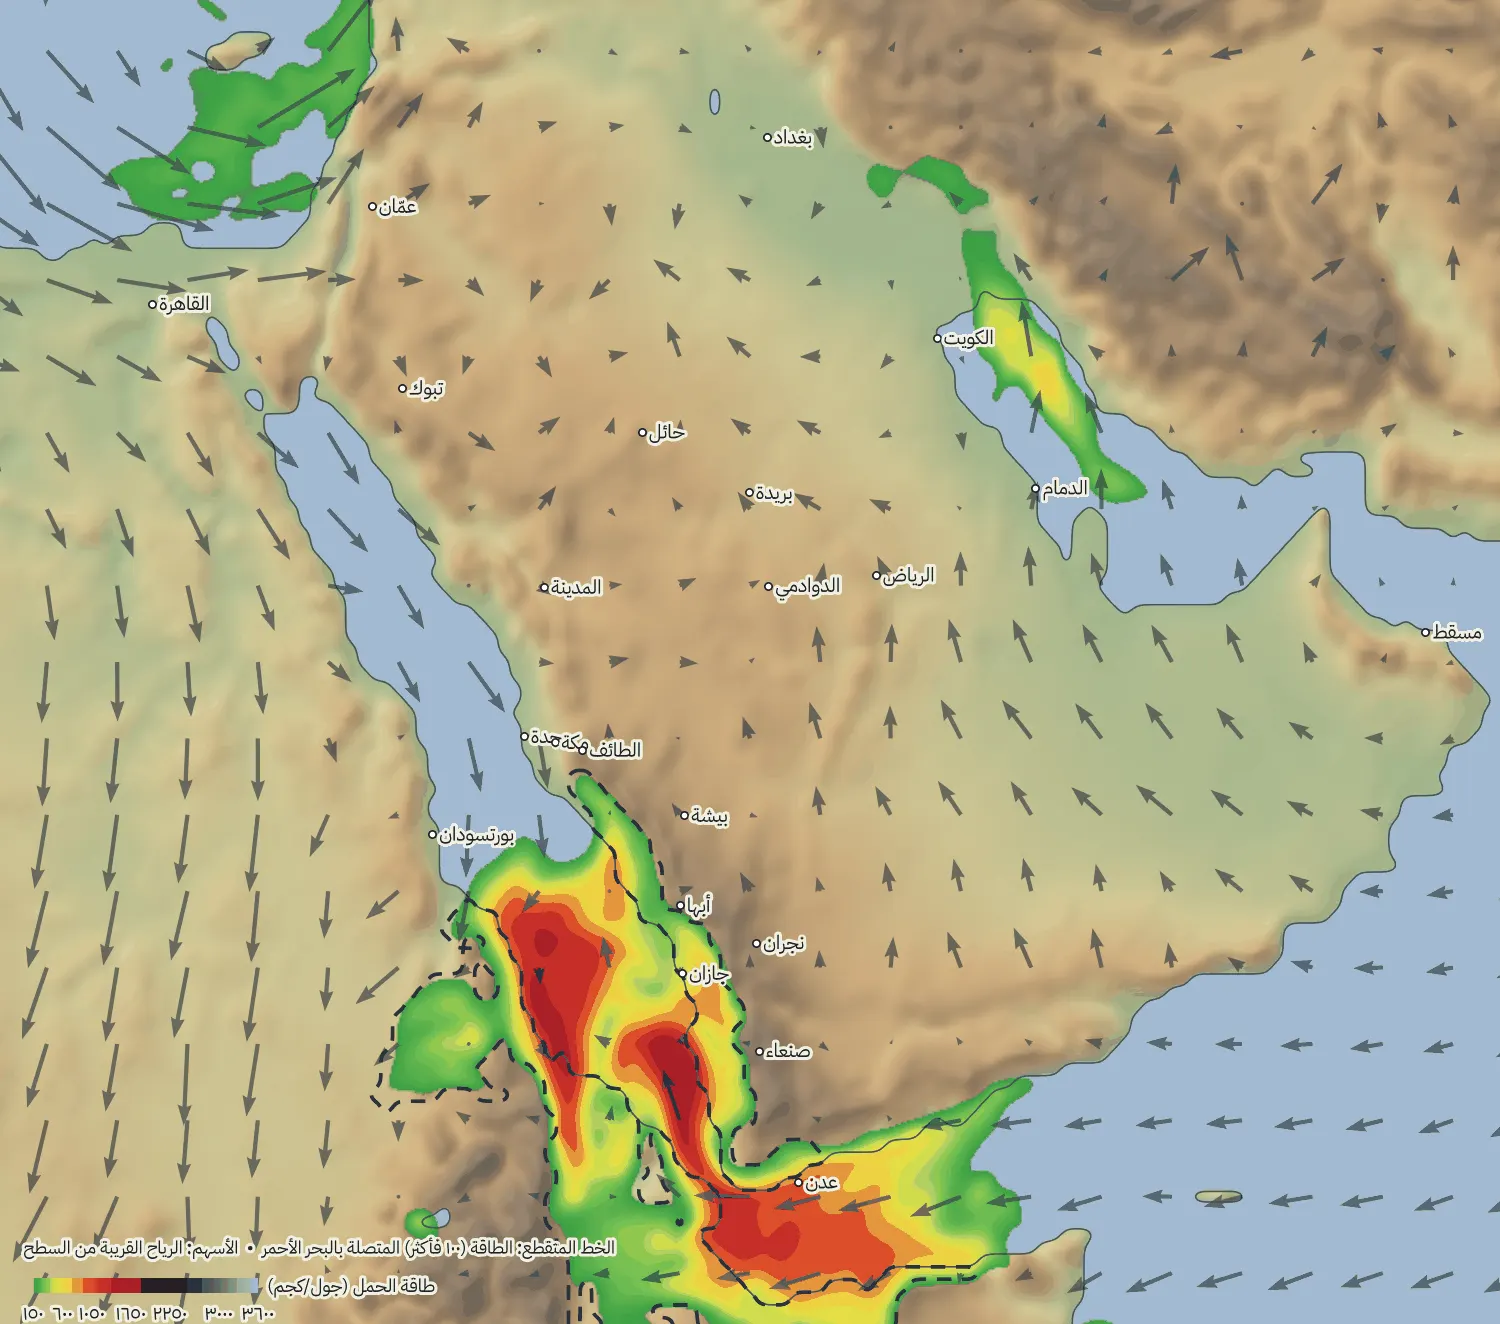 بغداد
عمّان
القاهرة
الكويت
تبوك
حائل
الدمام
بريدة
الرياض
الدوادمي
المدينة
مسقط
جدة
مكة
الطائف
بيشة
بورتسودان
أبها
نجران
جازان
صنعاء
عدن
الخط المتقطع: الطاقة (١٠٠ فأكثر) المتصلة بالبحر الأحمر • الأسهم: الرياح القريبة من السطح
طاقة الحمل (جول/كجم)
١٥٠ ٦٠٠ ١٠٥٠ ١٦٥٠ ٢٢٥٠ ٣٠٠٠ ٣٦٠٠